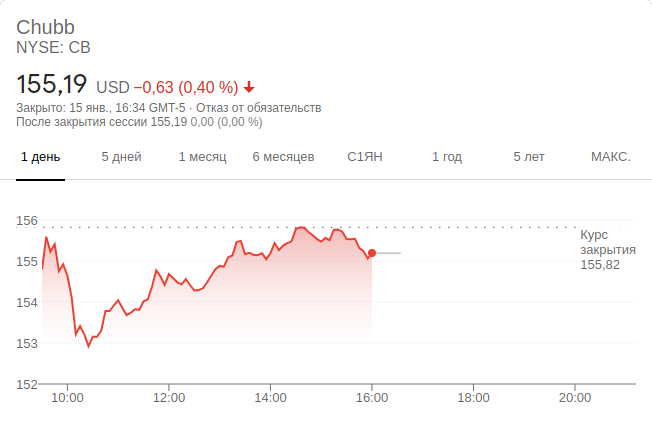 Chubb
NYSE: CB
155,19 USD −0,63 (0,40 %)
Закрыто: 15 янв., 16:34 GMT-5 · Отказ от обязательств
После закрытия сессии 155,19 0,00 (0,00 %)
1 день 5 дней 1 месяц 6 месяцев С1ЯН 1 год 5 лет МАКС.
156
Курс
закрытия
155,82
155
154
153
152
10:00 12:00 14:00 16:00 18:00 20:00